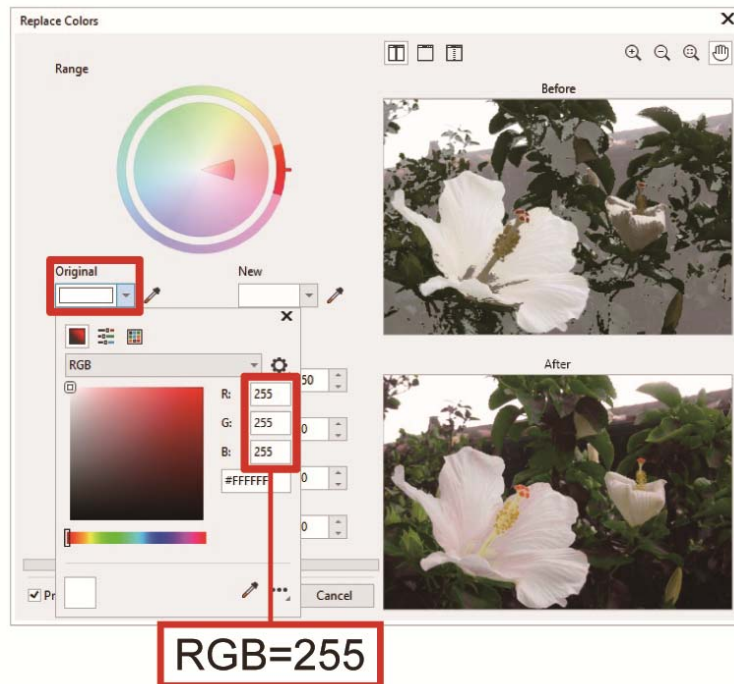 Replace Colors
Range
Before
Original
New
RGB
R: 255
50
G: 255
0
B: 255
#FFFFFF
0
0
After
Pr
Cancel
RGB=255